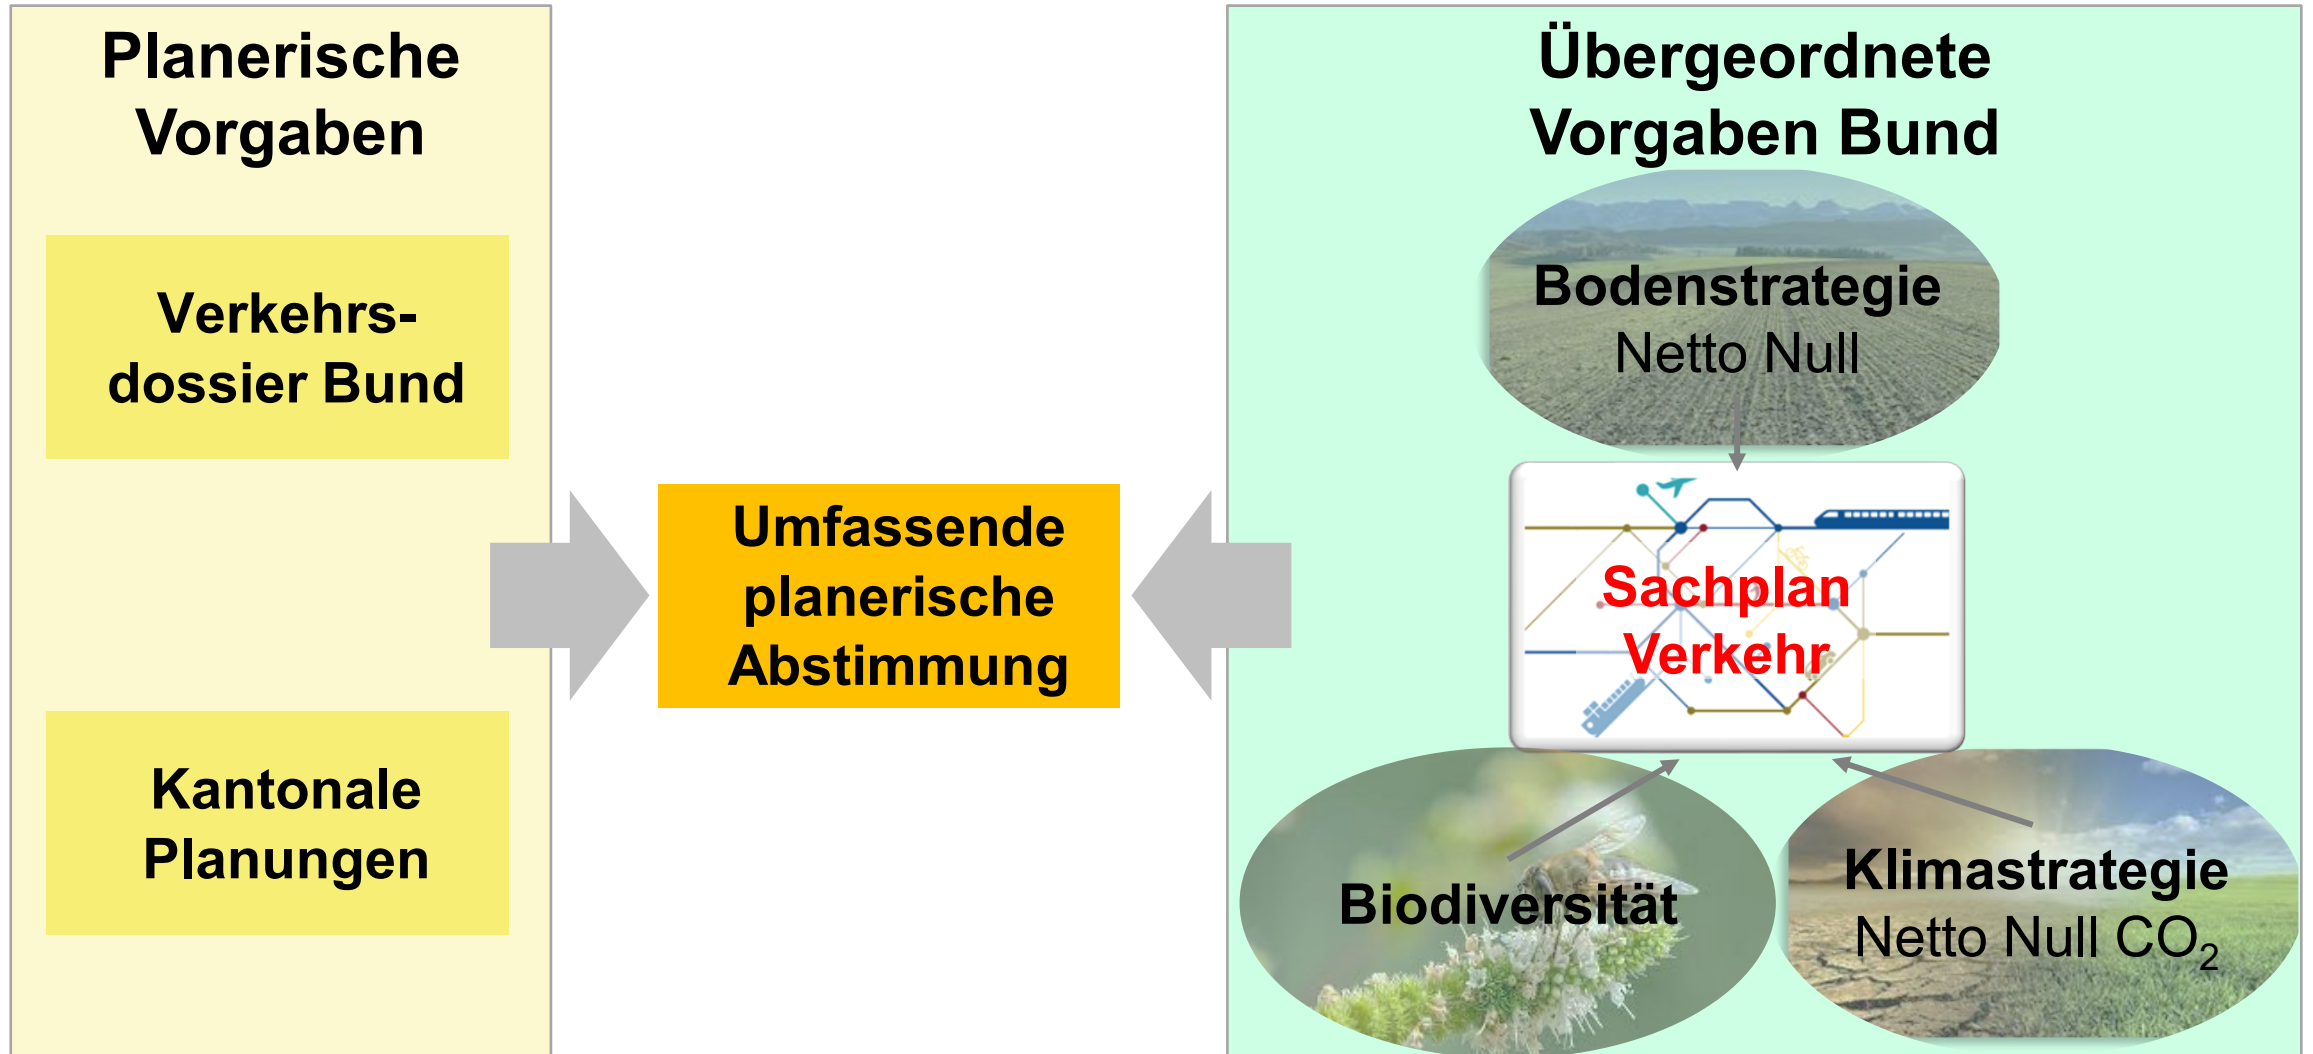 Planerische
Vorgaben
Verkehrs-
dossier Bund
Kantonale
Planungen
Umfassende
planerische
Abstimmung
Übergeordnete
Vorgaben Bund
Bodenstrategie
Netto Null
Sachplan
Verkehr
Biodiversität
Klimastrategie
Netto Null CO₂